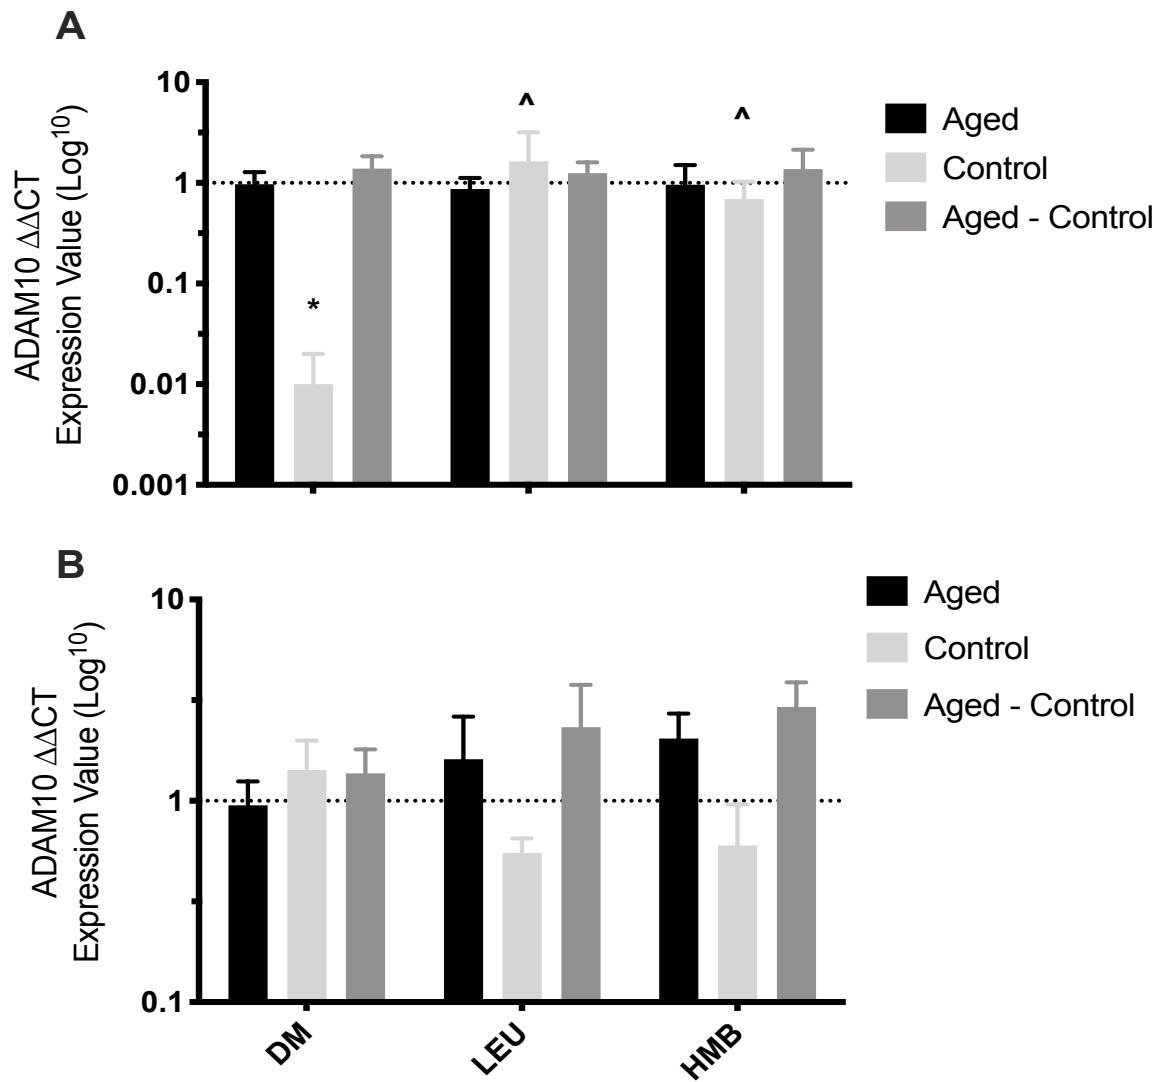 A
ADAM10 ΔΔCT
Expression Value (Log10)
10
1
0.1
0.01
0.001
^
^
*
Aged
Control
Aged - Control
B
ADAM10 ΔΔCT
Expression Value (Log10)
10
1
0.1
Aged
Control
Aged - Control
DM
LEU
HMB